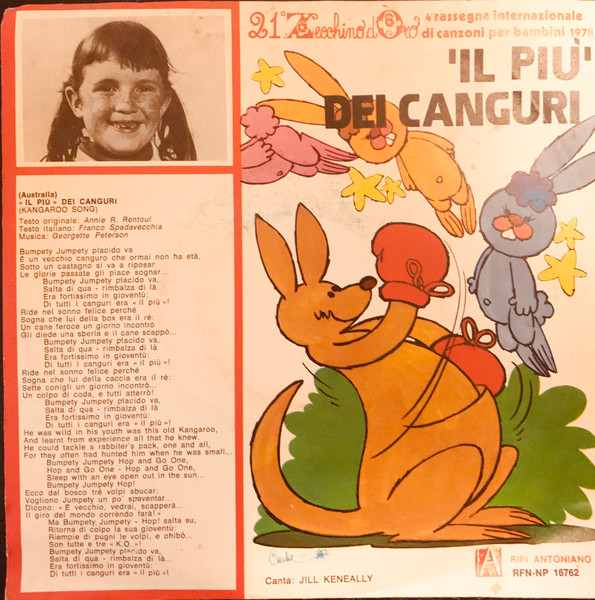 21° Zecchino d'Oro
4ª rassegna internazionale
di canzoni per bambini 1978
'IL PIÙ'
DEI CANGURI
(Australia)
« IL PIÙ » DEI CANGURI
(KANGAROO SONG)
Testo originale: Annie R. Rentoul
Testo italiano: Franco Spadavecchia
Musica: Georgette Peterson
Bumpety Jumpety placido va
È un vecchio canguro che ormai non ha età,
Sotto un castagno si va a riposar
Le glorie passate gli piace sognar...
Bumpety Jumpety placido va,
Salta di qua - rimbalza di là
Era fortissimo in gioventù:
Di tutti i canguri era « il più »!
Ride nel sonno felice perché
Sogna che lui della box era il rè:
Un cane feroce un giorno incontrò
Gli diede una sberla e il cane scappò...
Bumpety Jumpety placido va,
Salta di qua - rimbalza di là
Era fortissimo in gioventù:
Di tutti i canguri era « il più »!
Ride nel sonno felice perché
Sogna che lui della caccia era il rè:
Sette conigli un giorno incontrò...
Un colpo di coda, e tutti atterrò!
Bumpety Jumpety placido va,
Salta di qua - rimbalza di là
Era fortissimo in gioventù:
Di tutti i canguri era « il più »!
He was wild in his youth was this old Kangaroo,
And learnt from experience all that he knew.
He could tackle a rabbiter's pack, one and all,
For they often had hunted him when he was small...
Bumpety Jumpety Hop and Go One,
Hop and Go One - Hop and Go One,
Sleep with an eye open out in the sun...
Bumpety Jumpety Hop!
Ecco dal bosco tre volpi sbucar:
Vogliono Jumpety un po' spaventar...
Dicono: « È vecchio, vedrai, scapperà...
Il giro del mondo corrèndo farà! »
Ma Bumpety Jumpety - Hop! salta su,
Ritorna di colpo la sua gioventù:
Riempie di pugni le volpi, e ohibò...
Son tutte e tre « K.O. »!
Bumpety Jumpety placido va,
Salta di qua - rimbalza di là...
Era fortissimo in gioventù:
Di tutti i canguri era « il più »!
Canta: JILL KENEALLY
A
RIFI ANTONIANO
RFN-NP 16762